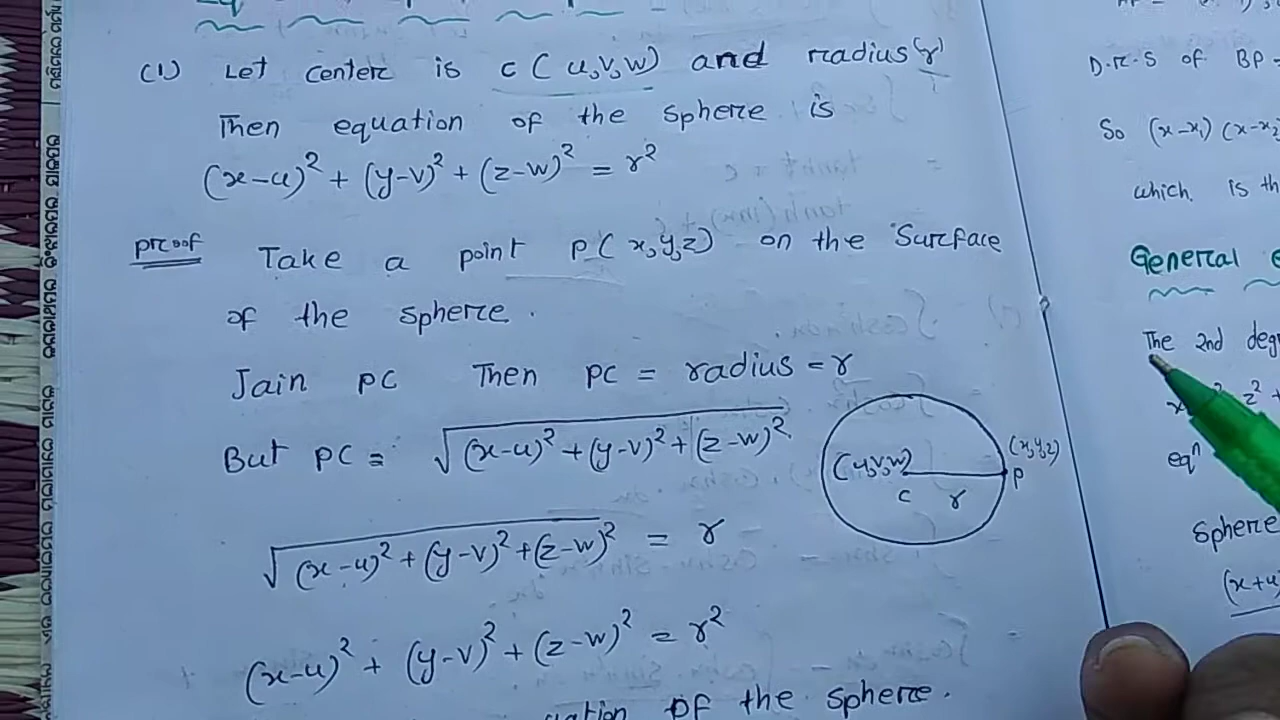 (1) Let center is C(u,v,w) and radius(r)
Then equation of the sphere is
(x-u)² + (y-v)² + (z-w)² = r²
proof Take a point P(x,y,z) on the Surface
of the sphere.
Jain PC Then PC = radius = r
But PC = √(x-u)² + (y-v)² + (z-w)²
(u,v,w)
C
r
(x,y,z)
P
√(x-u)² + (y-v)² + (z-w)² = r
(x-u)² + (y-v)² + (z-w)² = r²
of the sphere.
D.R.S of BP =
So (x-x₁) (x-x₂
which is
General
The 2nd
z² +
eqⁿ
sphere
(x+u)